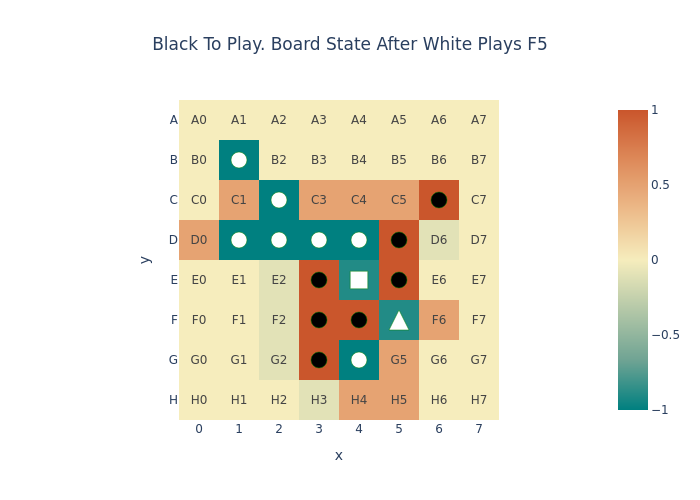 Black To Play. Board State After White Plays F5
A A0 A1 A2 A3 A4 A5 A6 A7
B B0 B2 B3 B4 B5 B6 B7
C C0 C1 C3 C4 C5 C7
D D0 D6 D7
E E0 E1 E2 E6 E7
F F0 F1 F2 F6 F7
G G0 G1 G2 G5 G6 G7
H H0 H1 H2 H3 H4 H5 H6 H7
0 1 2 3 4 5 6 7
x
y
1
0.5
0
−0.5
−1